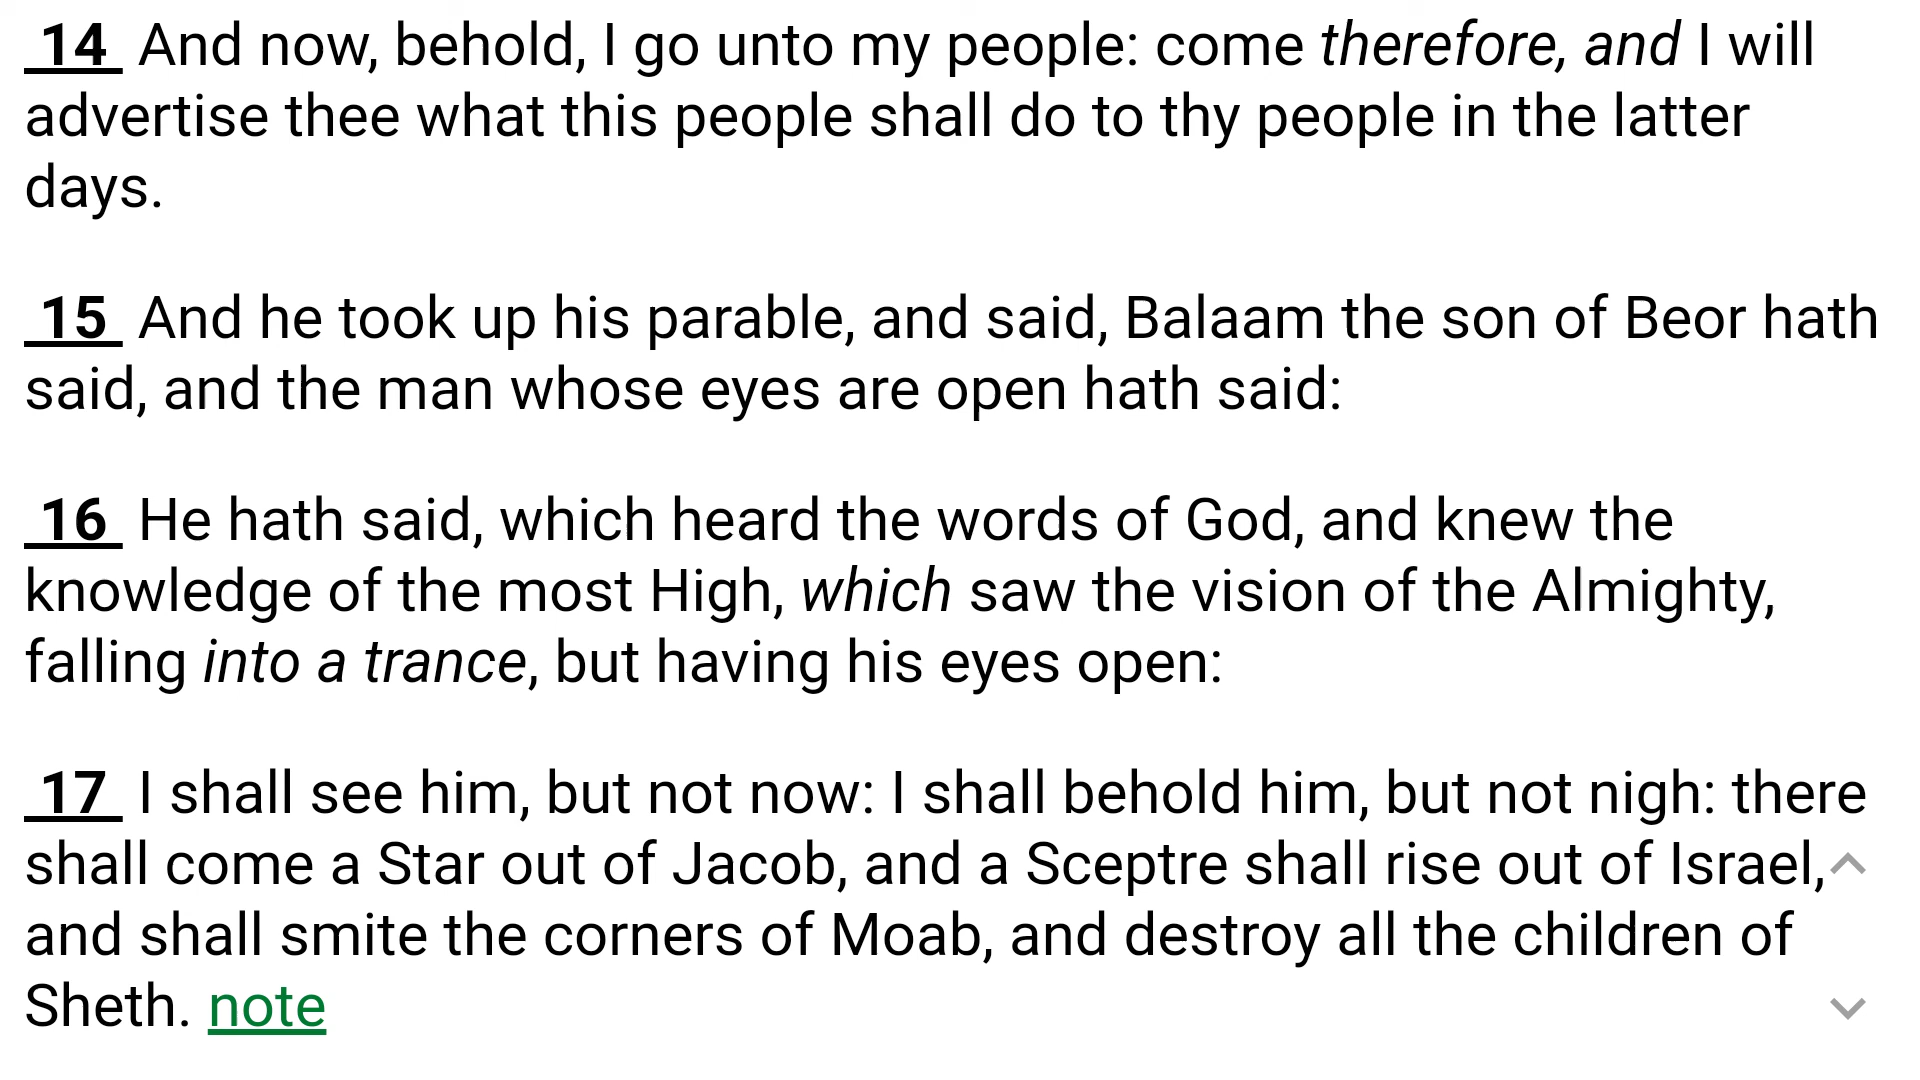 14 And now, behold, I go unto my people: come therefore, and I will
advertise thee what this people shall do to thy people in the latter
days.
15 And he took up his parable, and said, Balaam the son of Beor hath
said, and the man whose eyes are open hath said:
16 He hath said, which heard the words of God, and knew the
knowledge of the most High, which saw the vision of the Almighty,
falling into a trance, but having his eyes open:
17 I shall see him, but not now: I shall behold him, but not nigh: there
shall come a Star out of Jacob, and a Sceptre shall rise out of Israel,
and shall smite the corners of Moab, and destroy all the children of
Sheth. note